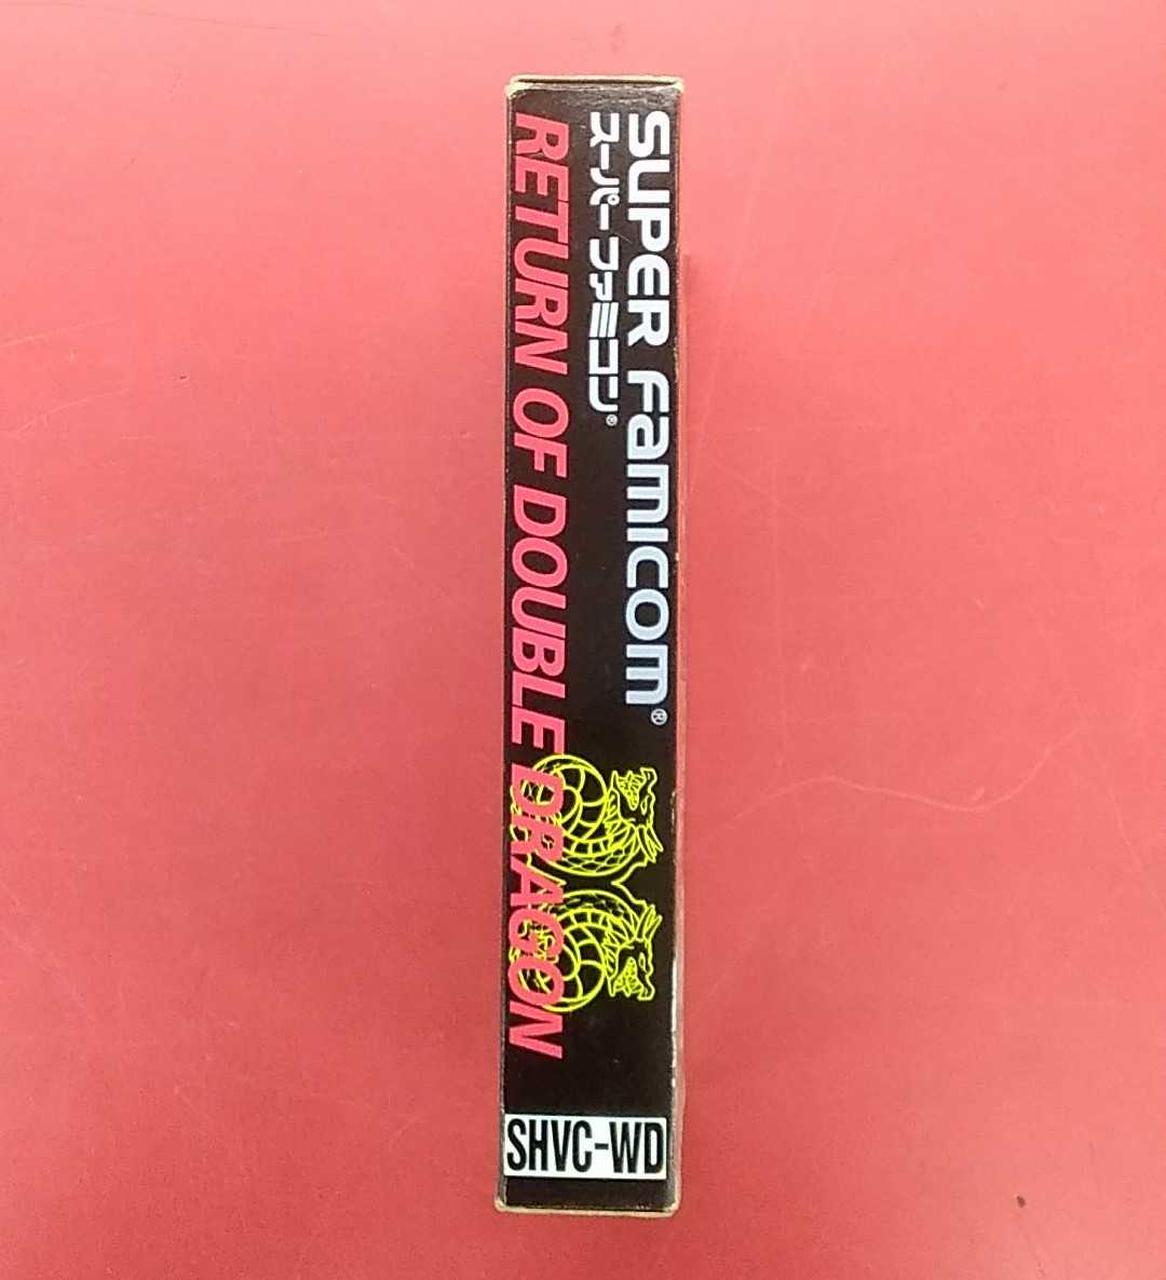 SUPER FAMICOM®
スーパーファミコン®
RETURN OF DOUBLE DRAGON
SHVC-WD